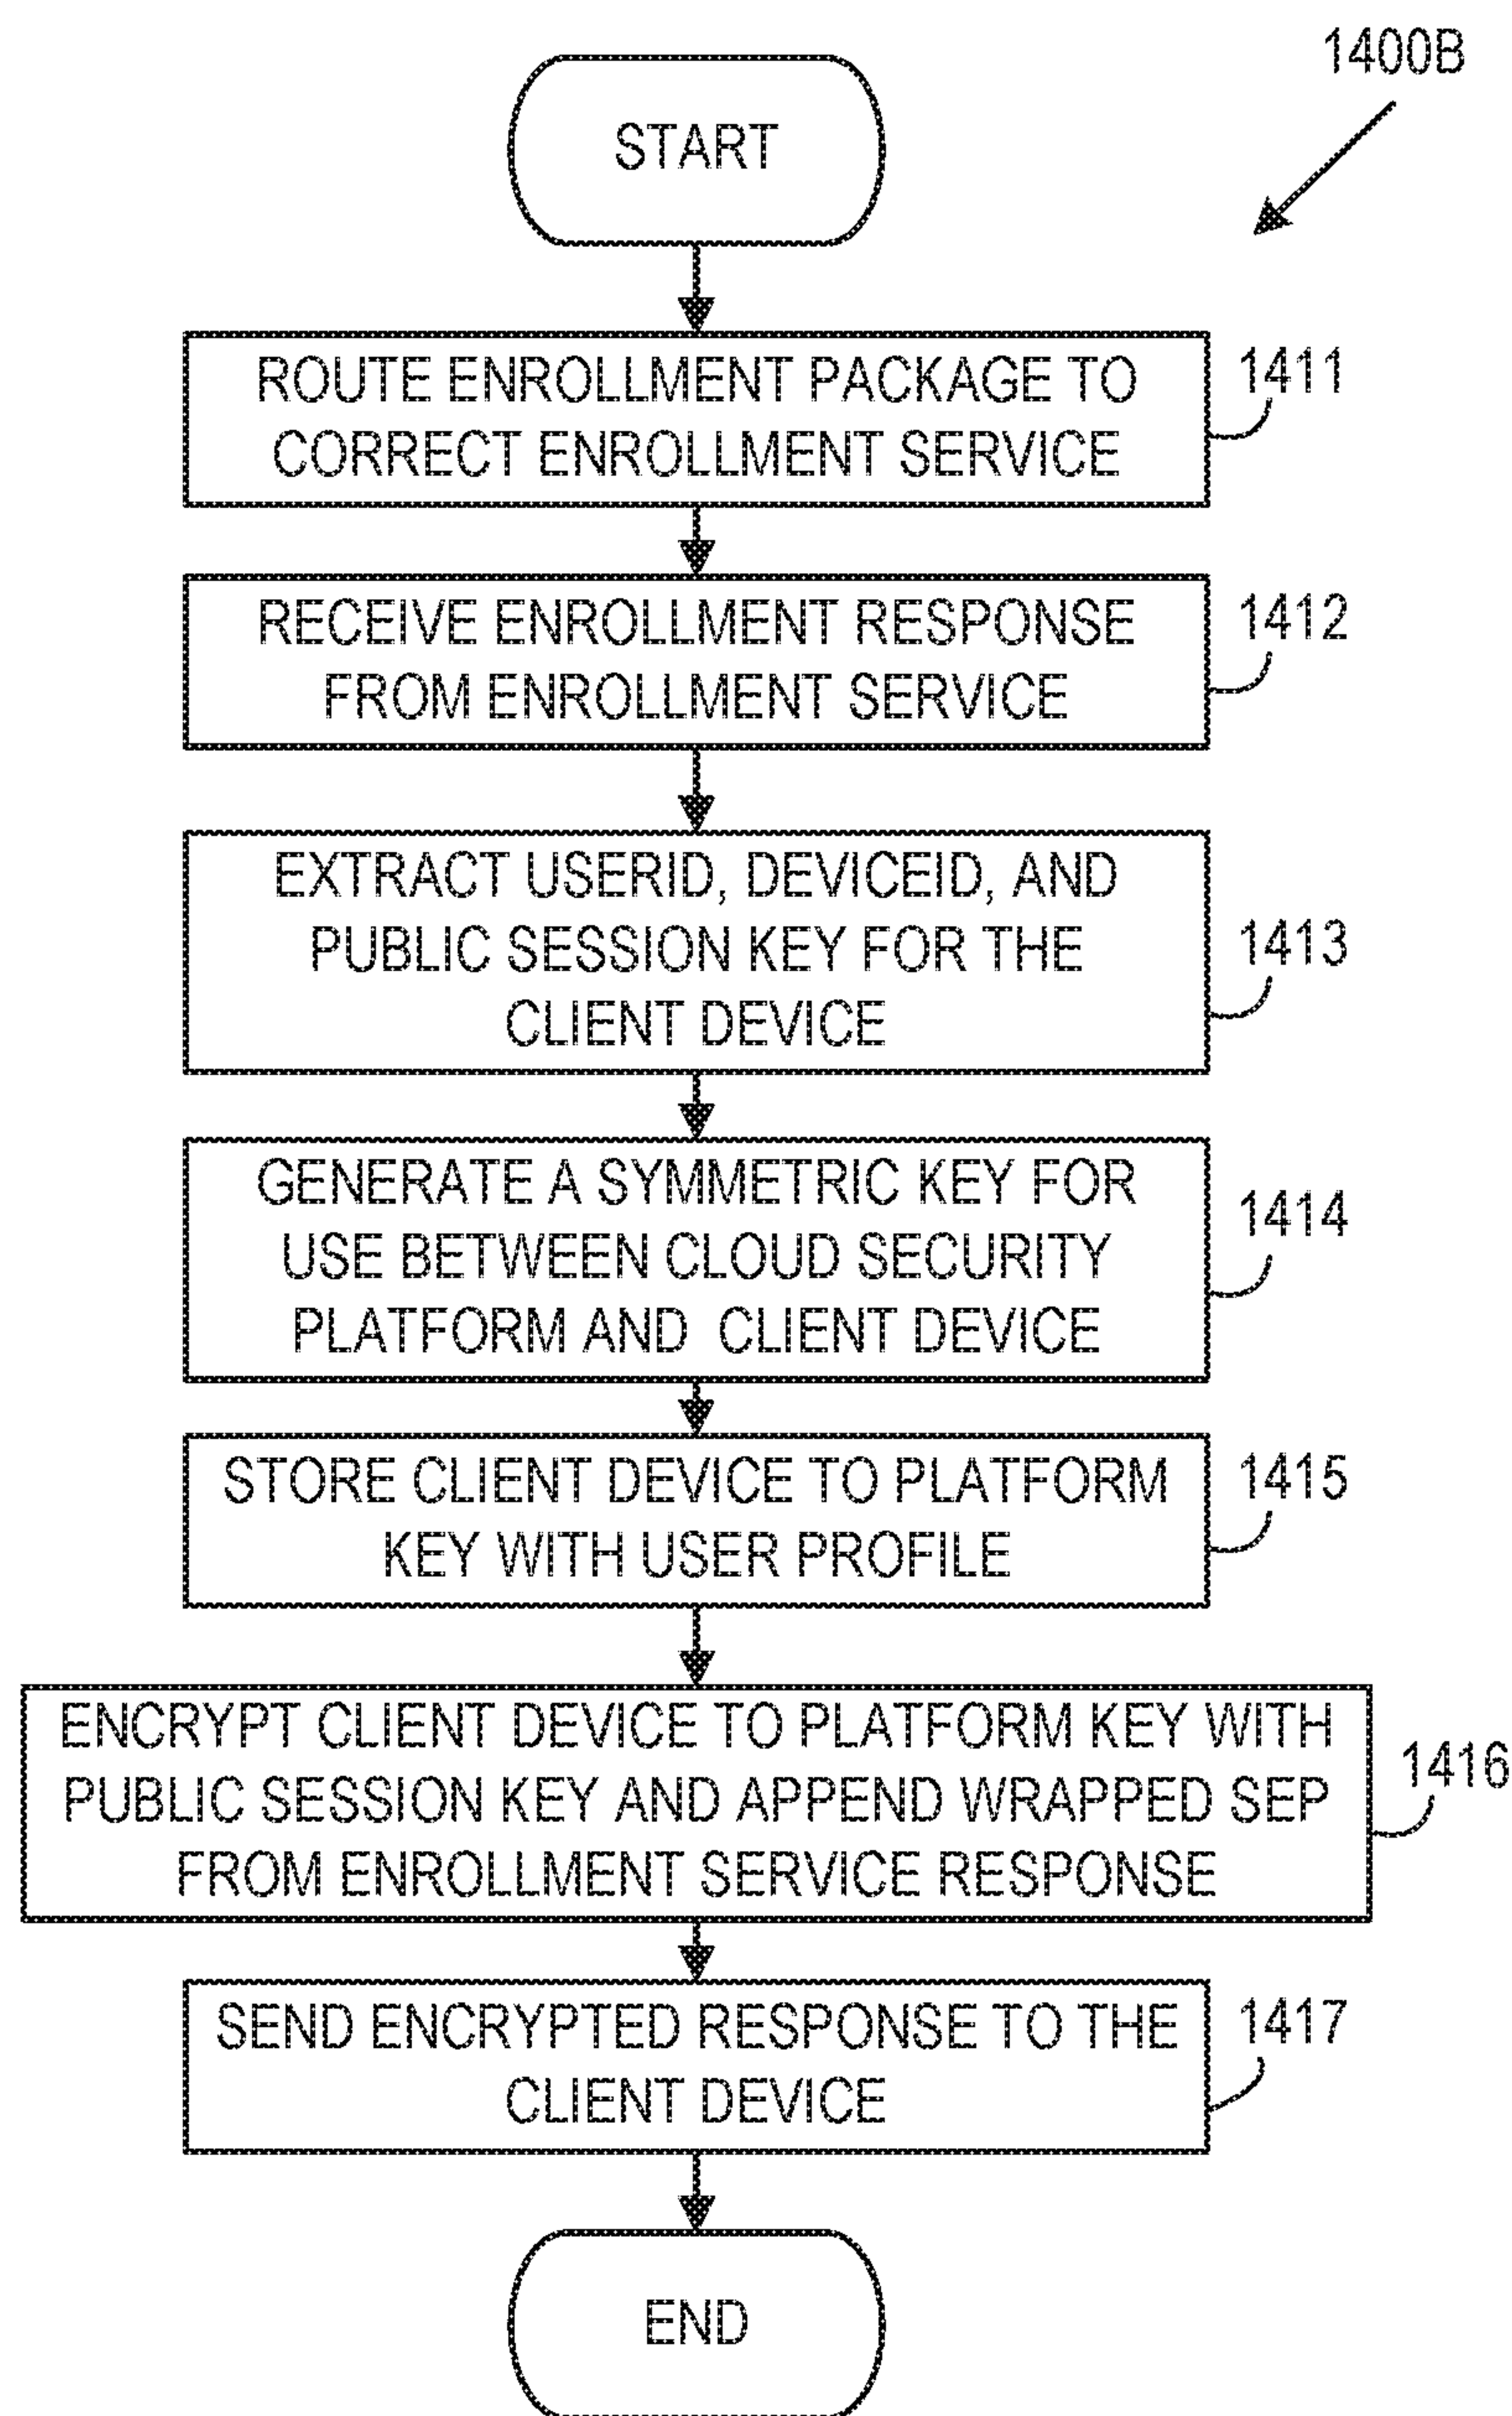 1400B
START
ROUTE ENROLLMENT PACKAGE TO
CORRECT ENROLLMENT SERVICE
1411
RECEIVE ENROLLMENT RESPONSE
FROM ENROLLMENT SERVICE
1412
EXTRACT USERID, DEVICEID, AND
PUBLIC SESSION KEY FOR THE
CLIENT DEVICE
1413
GENERATE A SYMMETRIC KEY FOR
USE BETWEEN CLOUD SECURITY
PLATFORM AND CLIENT DEVICE
1414
STORE CLIENT DEVICE TO PLATFORM
KEY WITH USER PROFILE
1415
ENCRYPT CLIENT DEVICE TO PLATFORM KEY WITH
PUBLIC SESSION KEY AND APPEND WRAPPED SEP
FROM ENROLLMENT SERVICE RESPONSE
1416
SEND ENCRYPTED RESPONSE TO THE
CLIENT DEVICE
1417
END